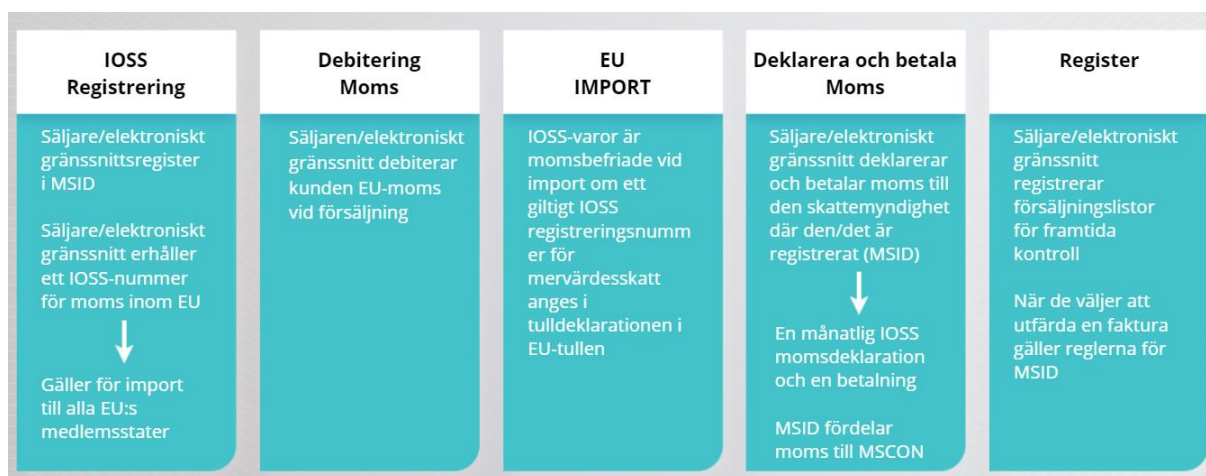 IOSS
Registrering
Säljare/elektroniskt
gränssnittsregister
i MSID
Säljare/elektroniskt
gränssnitt erhåller
ett IOSS-nummer
för moms inom EU
Gäller för import
till alla EU:s
medlemsstater
Debitering
Moms
Säljaren/elektroniskt
gränssnitt debiterar
kunden EU-moms
vid försäljning
EU
IMPORT
IOSS-varor är
momsbefriade vid
import om ett
giltigt IOSS
registreringsnumm
er för
mervärdesskatt
anges i
tulldeklarationen i
EU-tullen
Deklarera och betala
Moms
Säljare/elektroniskt
gränssnitt deklarerar
och betalar moms till
den skattemyndighet
där den/det är
registrerat (MSID)
En månatlig IOSS
momsdeklaration
och en betalning
MSID fördelar
moms till MSCON
Register
Säljare/elektroniskt
gränssnitt
registrerar
försäljningslistor
för framtida
kontroll
När de väljer att
utfärda en faktura
gäller reglerna för
MSID